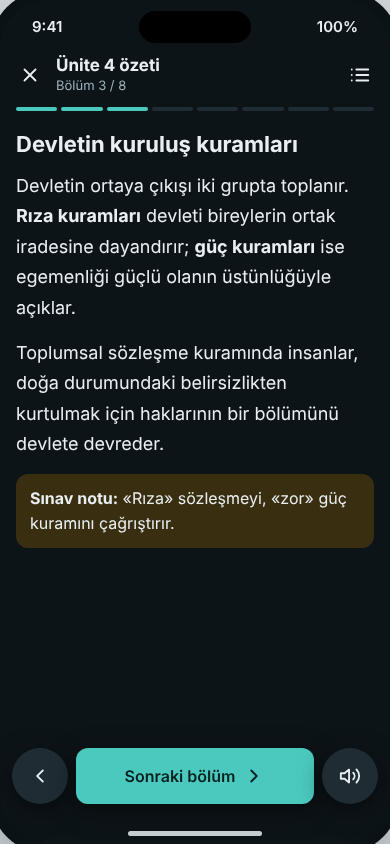 9:41
100%
Ünite 4 özeti
Bölüm 3 / 8
Devletin kuruluş kuramları
Devletin ortaya çıkışı iki grupta toplanır.
Rıza kuramları devleti bireylerin ortak
iradesine dayandırır; güç kuramları ise
egemenliği güçlü olanın üstünlüğüyle
açıklar.
Toplumsal sözleşme kuramında insanlar,
doğa durumundaki belirsizlikten
kurtulmak için haklarının bir bölümünü
devlete devreder.
Sınav notu: «Rıza» sözleşmeyi, «zor» güç
kuramını çağrıştırır.
Sonraki bölüm